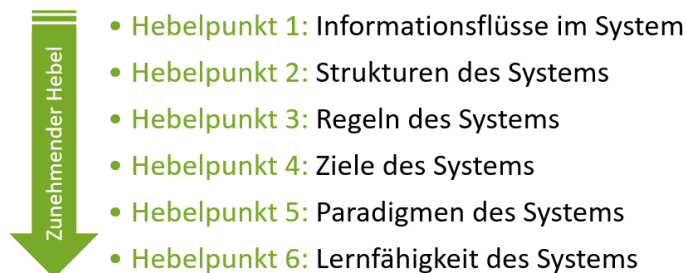 Zunehmender Hebel
• Hebelpunkt 1: Informationsflüsse im System
• Hebelpunkt 2: Strukturen des Systems
• Hebelpunkt 3: Regeln des Systems
• Hebelpunkt 4: Ziele des Systems
• Hebelpunkt 5: Paradigmen des Systems
• Hebelpunkt 6: Lernfähigkeit des Systems